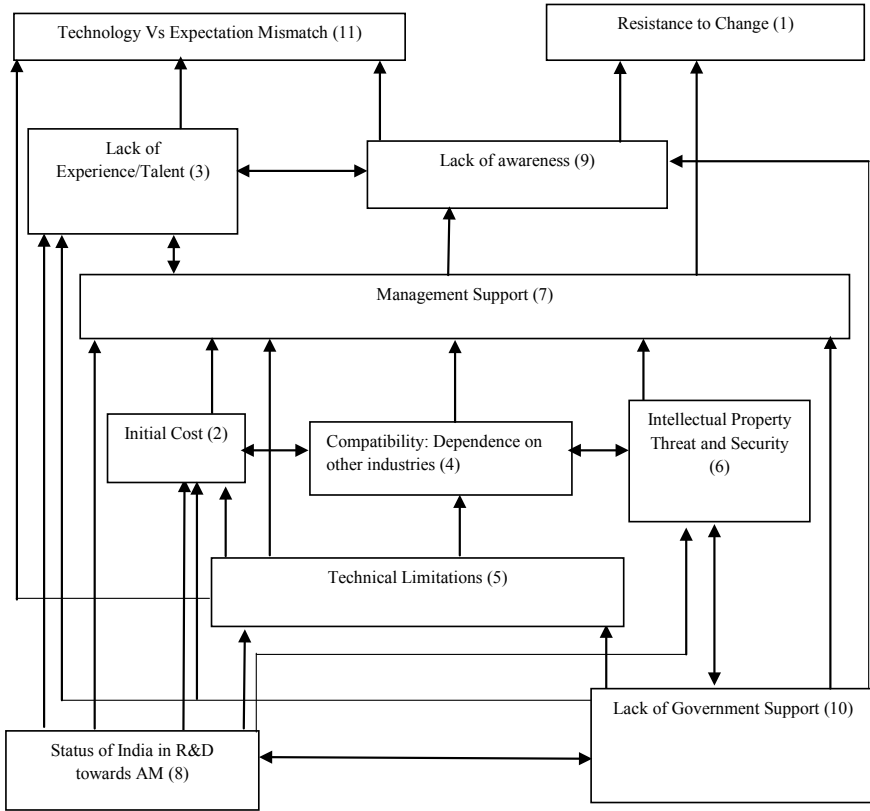 Technology Vs Expectation Mismatch (11)
Resistance to Change (1)
Lack of
Experience/Talent (3)
Lack of awareness (9)
Management Support (7)
Initial Cost (2)
Compatibility: Dependence on
other industries (4)
Intellectual Property
Threat and Security
(6)
Technical Limitations (5)
Lack of Government Support (10)
Status of India in R&D
towards AM (8)